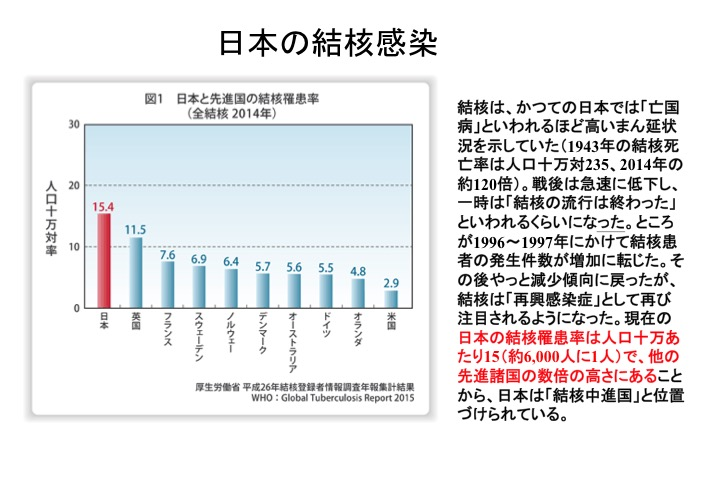 日本の結核感染
図1　日本と先進国の結核罹患率
（全結核 2014年）
人口十万対率
30
20
10
0
15.4
11.5
7.6
6.9
6.4
5.7
5.6
5.5
4.8
2.9
日本
英国
フランス
スウェーデン
ノルウェー
デンマーク
オーストラリア
ドイツ
オランダ
米国
厚生労働省 平成26年結核登録者情報調査年報集計結果
WHO：Global Tuberculosis Report 2015
結核は、かつての日本では「亡国
病」といわれるほど高いまん延状
況を示していた（1943年の結核死
亡率は人口十万対235、2014年の
約120倍）。戦後は急速に低下し、
一時は「結核の流行は終わった」
といわれるくらいになった。ところ
が1996～1997年にかけて結核患
者の発生件数が増加に転じた。そ
の後やっと減少傾向に戻ったが、
結核は「再興感染症」として再び
注目されるようになった。現在の
日本の結核罹患率は人口十万あ
たり15（約6,000人に1人）で、他の
先進諸国の数倍の高さにあること
から、日本は「結核中進国」と位置
づけられている。